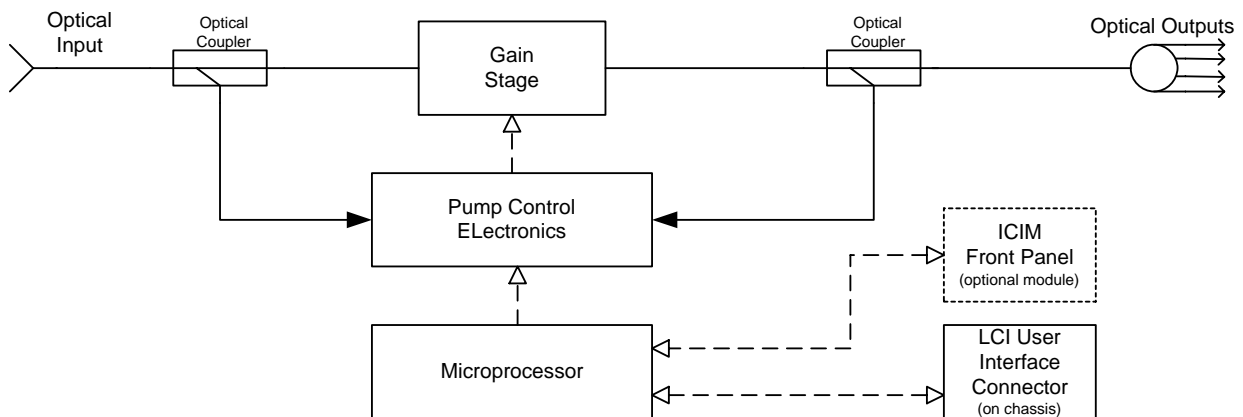 Optical
Input
Optical
Coupler
Gain
Stage
Optical
Coupler
Optical Outputs
Pump Control
ELectronics
ICIM
Front Panel
(optional module)
Microprocessor
LCI User
Interface
Connector
(on chassis)